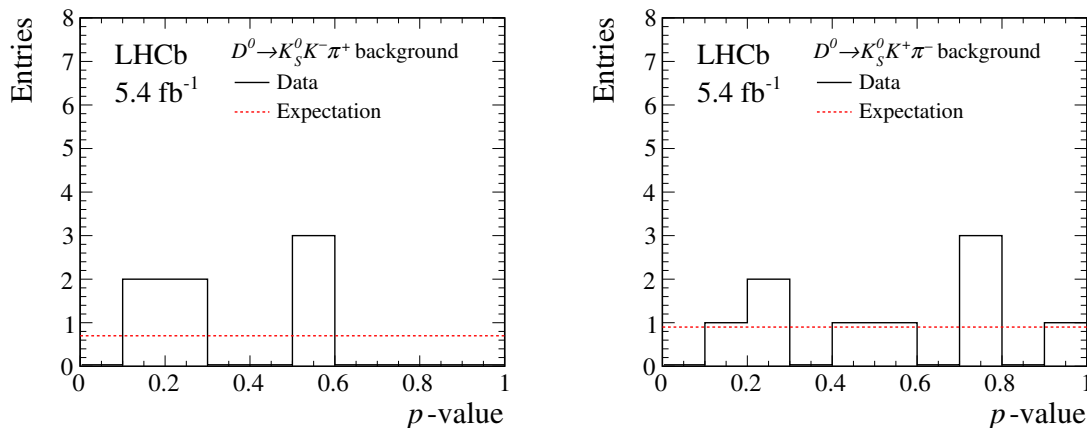 Entries
8
7
6
5
4
3
2
1
0
LHCb
5.4 fb⁻¹
D⁰→K⁰SK⁻π⁺ background
Data
Expectation
0 0.2 0.4 0.6 0.8 1
p-value
Entries
8
7
6
5
4
3
2
1
0
LHCb
5.4 fb⁻¹
D⁰→K⁰SK⁺π⁻ background
Data
Expectation
0 0.2 0.4 0.6 0.8 1
p-value